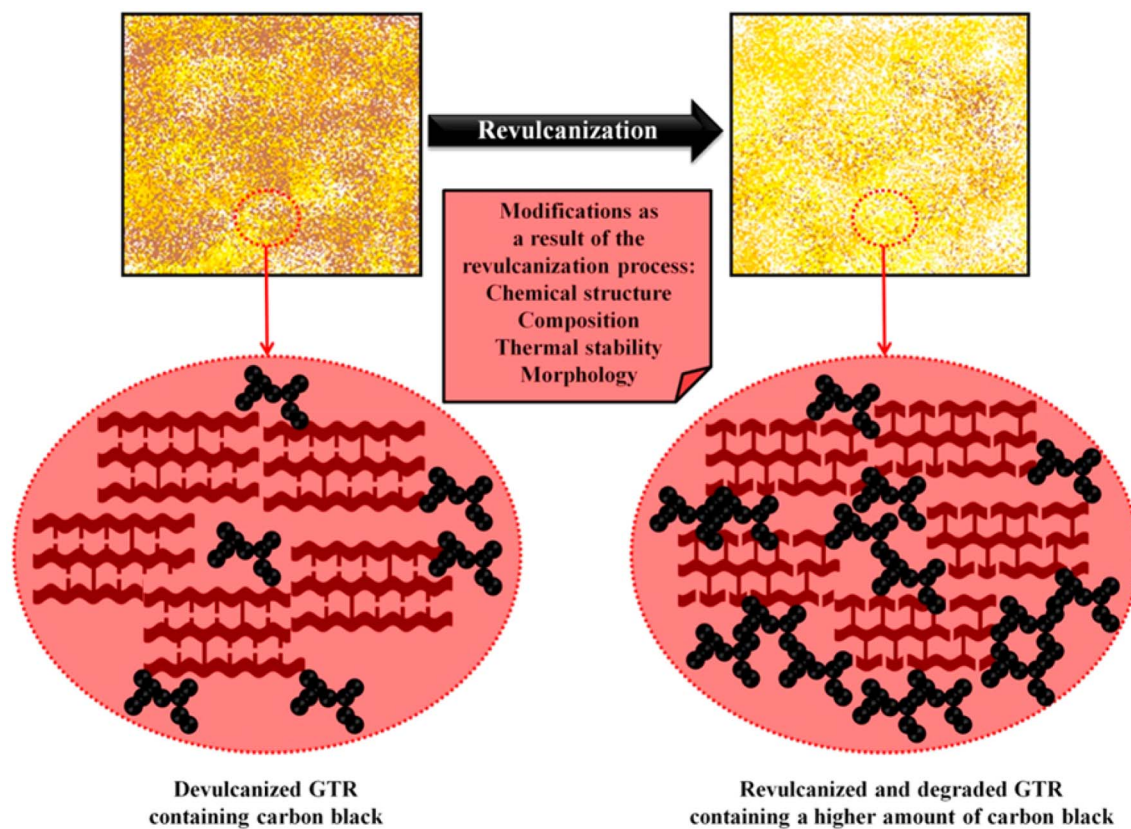 Revulcanization
Modifications as
a result of the
revulcanization process:
Chemical structure
Composition
Thermal stability
Morphology
Devulcanized GTR
containing carbon black
Revulcanized and degraded GTR
containing a higher amount of carbon black